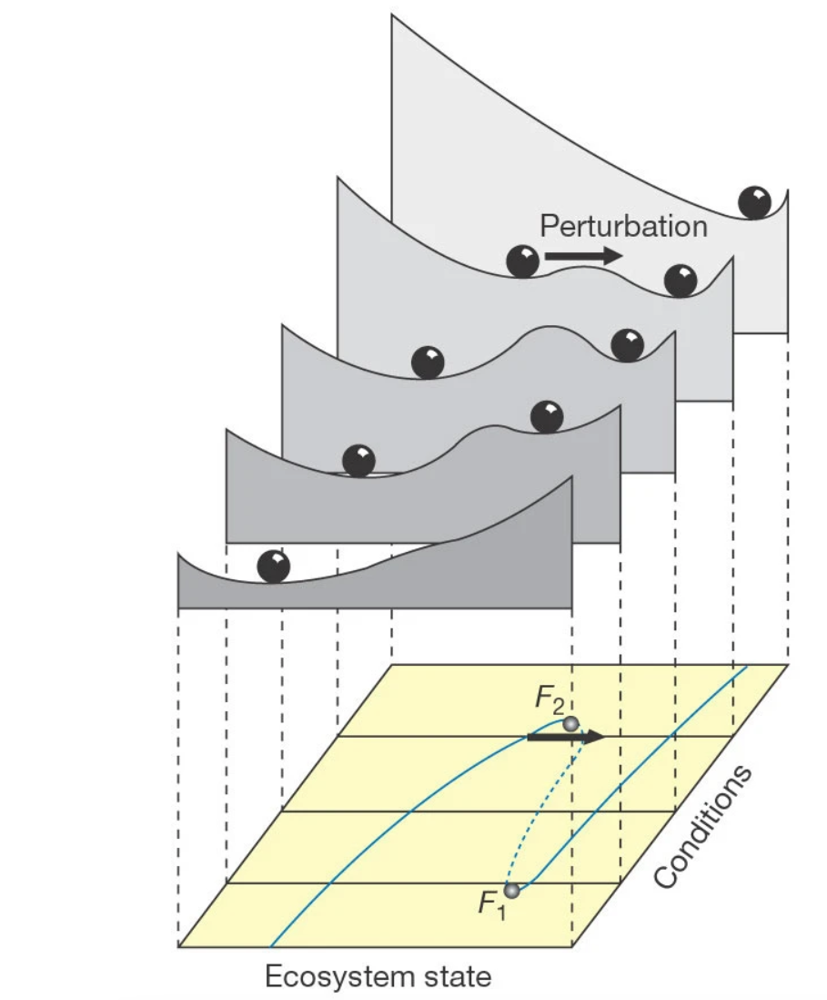 Perturbation
F2
Conditions
F1
Ecosystem state